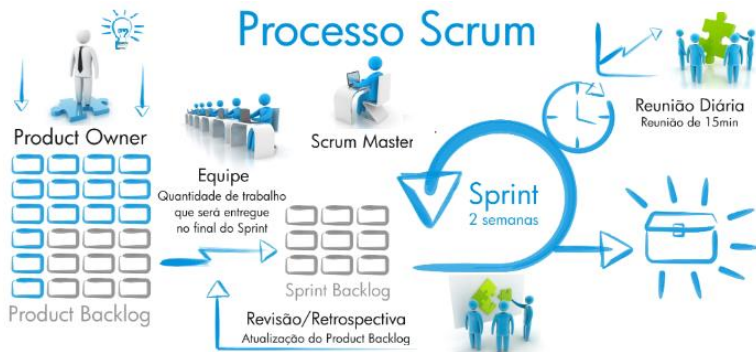 Processo Scrum
Product Owner
Product Backlog
Equipe
Quantidade de trabalho
que será entregue
no final do Sprint
Scrum Master
Sprint Backlog
Sprint
2 semanas
Reunião Diária
Reunião de 15min
Revisão/Retrospectiva
Atualização do Product Backlog